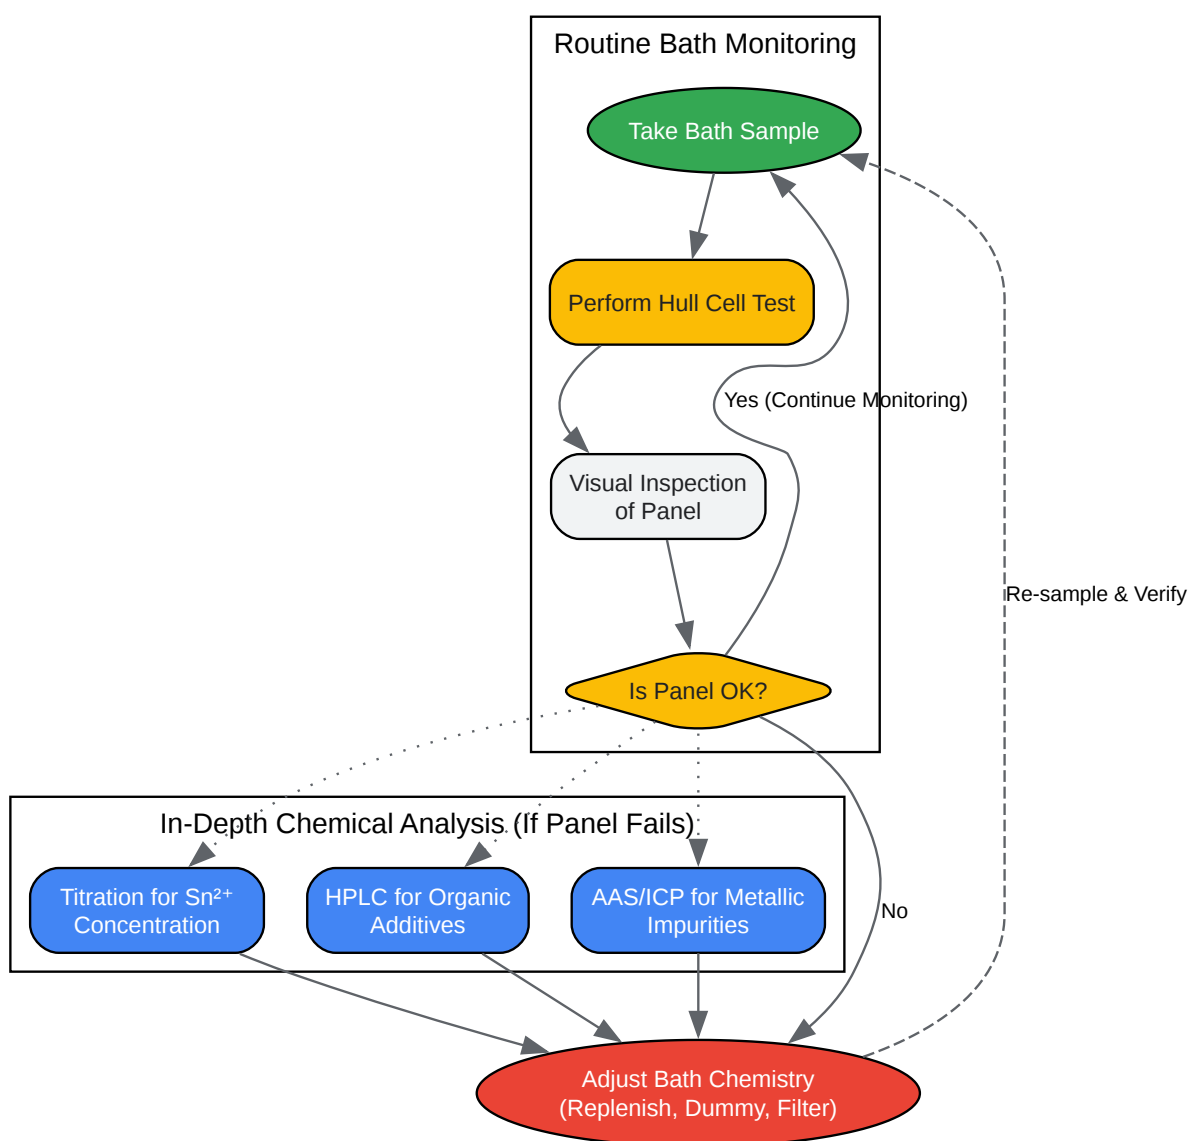 Routine Bath Monitoring
Take Bath Sample
Perform Hull Cell Test
Yes (Continue Monitoring)
Visual Inspection
of Panel
Re-sample & Verify
Is Panel OK?
In-Depth Chemical Analysis (If Panel Fails)
Titration for Sn²⁺
Concentration
HPLC for Organic
Additives
AAS/ICP for Metallic
Impurities
No
Adjust Bath Chemistry
(Replenish, Dummy, Filter)